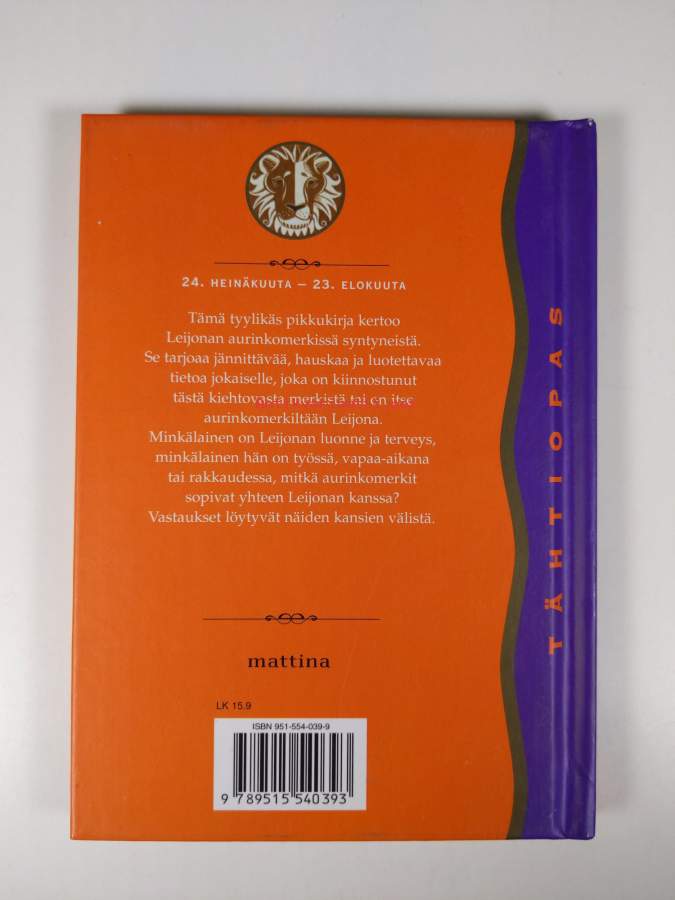 24. HEINÄKUUTA – 23. ELOKUUTA
Tämä tyylikäs pikkukirja kertoo
Leijonan aurinkomerkissä syntyneistä.
Se tarjoaa jännittävää, hauskaa ja luotettavaa
tietoa jokaiselle, joka on kiinnostunut
tästä kiehtovasta merkistä tai on itse
aurinkomerkiltään Leijona.
Minkälainen on Leijonan luonne ja terveys,
minkälainen hän on työssä, vapaa-aikana
tai rakkaudessa, mitkä aurinkomerkit
sopivat yhteen Leijonan kanssa?
Vastaukset löytyvät näiden kansien välistä.
mattina
LK 15.9
ISBN 951-554-039-9
9 789515 540393
TÄHTIOPAS